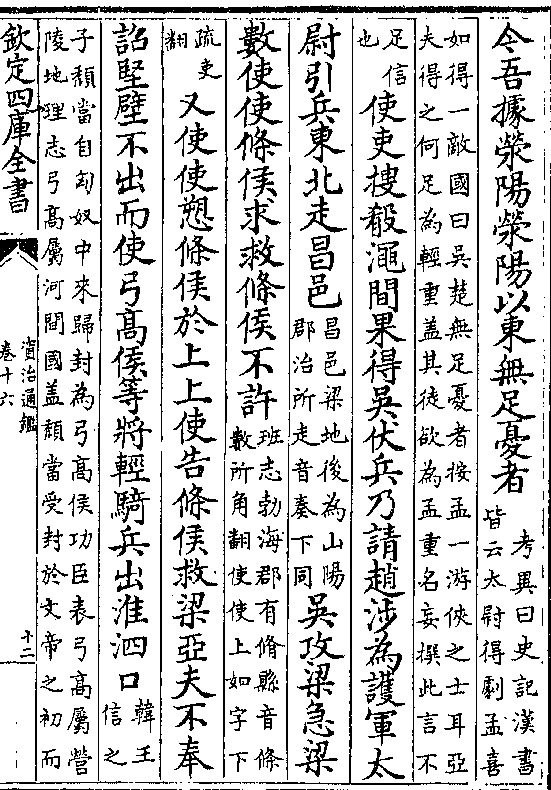 今吾據滎陽滎陽以東無足憂者
考異曰史記漢書
皆云太尉得劇孟喜
如得一敵國曰吳楚無足憂者按孟一游俠之士耳亞
夫得之何足為輕重盖其徒欲為孟重名妄撰此言不
足信
也
使吏搜殽澠間果得吳伏兵乃請趙涉為護軍太
尉引兵東北走昌邑
昌邑梁地後為山陽
郡治所走音奏下同
吳攻梁急梁
數使使條侯求救條侯不許
班志勃海郡有脩縣音條
數所角翻使使上如字下
疏吏
翻
又使使愬條侯於上上使告條侯救梁亞夫不奉
詔堅壁不出而使弓高侯等將輕騎兵出淮泗口
韓王
信之
子頽當自匈奴中來歸封為弓高侯功臣表弓高屬營
陵地理志弓高屬河間國盖頽當受封於文帝之初而
欽定四庫全書
資治通鑑
卷十六
十二